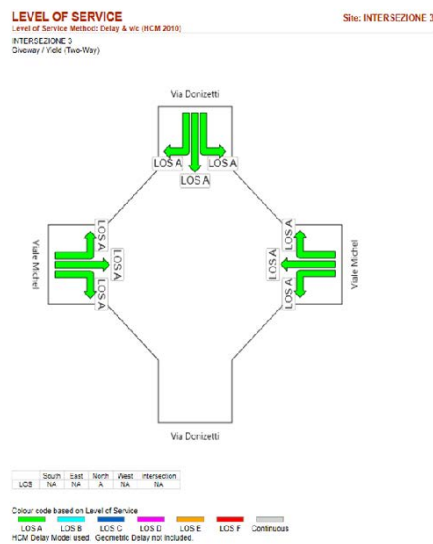 LEVEL OF SERVICE
Level of Service Method: Delay & v/c (HCM 2010)
Site: INTERSEZIONE 3
INTERSEZIONE 3
Giveway / Yield (Two-Way)
Via Donizetti
LOS A
LOS A
LOS A
Viale Michel
LOS A
LOS A
LOS A
LOS A
LOS A
LOS A
Viale Michel
Via Donizetti
South East North West Intersection
LOS NA NA A NA NA
Colour code based on Level of Service
LOS A LOS B LOS C LOS D LOS E LOS F Continuous
HCM Delay Model used. Geometric Delay not included.